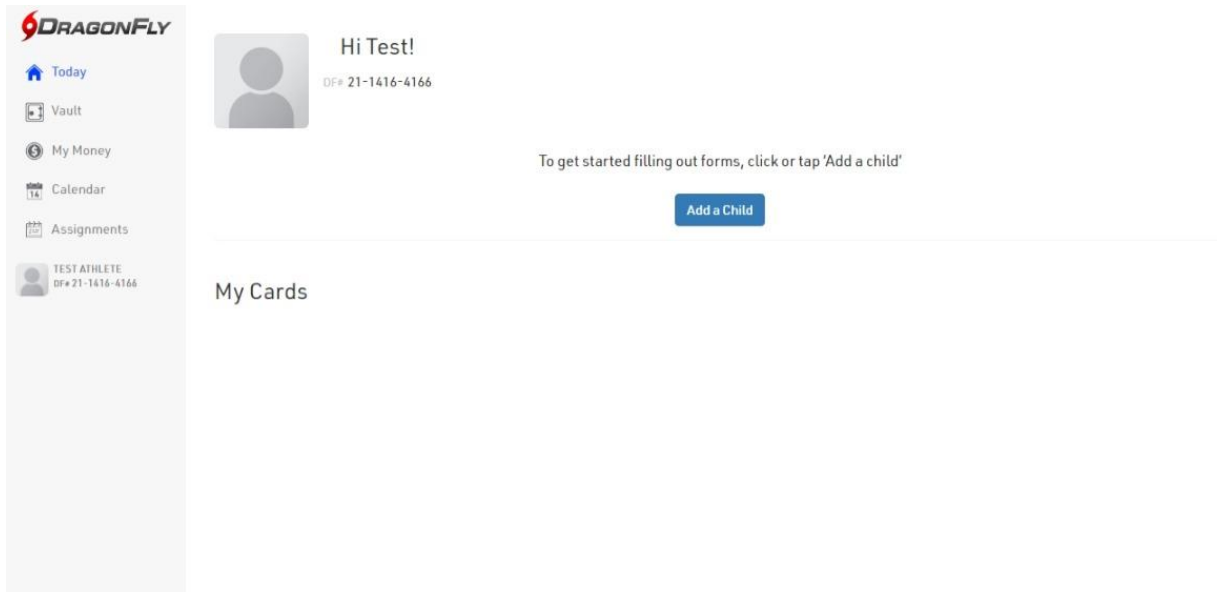 DRAGONFLY
Today
Vault
My Money
14
Calendar
Assignments
TEST ATHLETE
DF# 21-1416-4166
Hi Test!
DF# 21-1416-4166
To get started filling out forms, click or tap 'Add a child'
Add a Child
My Cards